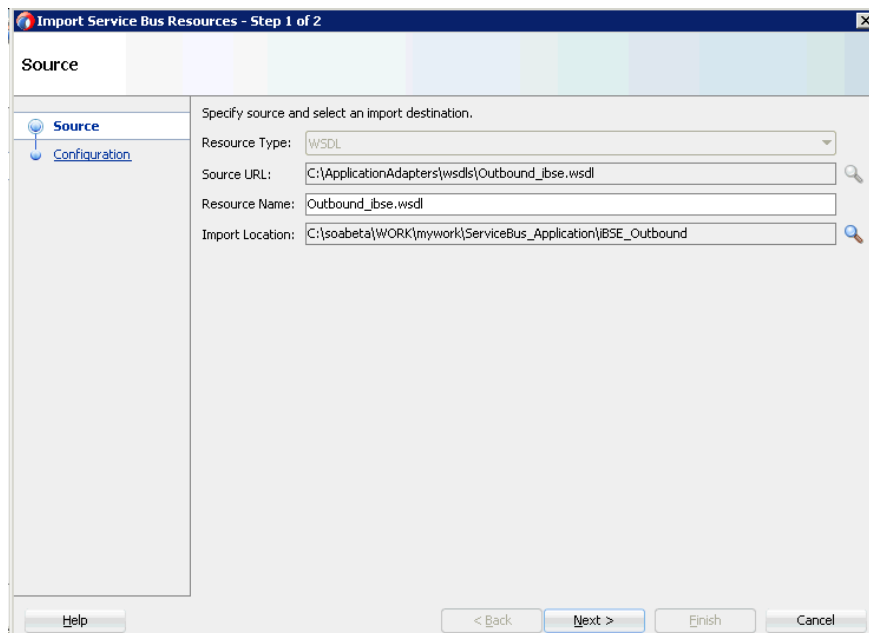 Import Service Bus Resources - Step 1 of 2
Source
Source
Configuration
Specify source and select an import destination.
Resource Type: WSDL
Source URL: C:\ApplicationAdapters\wsdls\Outbound_ibse.wsdl
Resource Name: Outbound_ibse.wsdl
Import Location: C:\soabeta\WORK\mywork\ServiceBus_Application\iBSE_Outbound
Help
< Back
Next >
Finish
Cancel